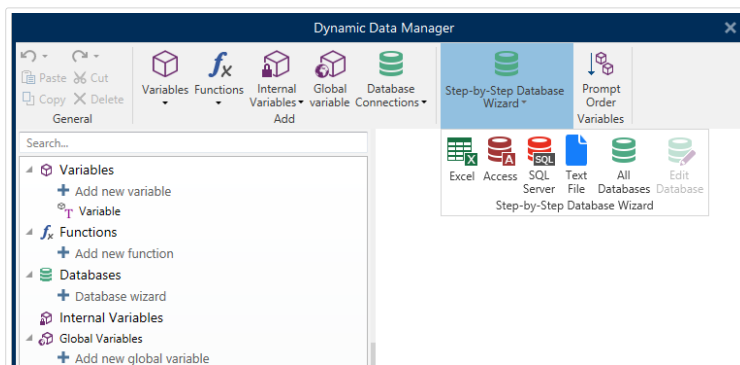 Dynamic Data Manager
Paste Cut
Copy Delete
General
Variables
Functions
Internal Variables
Global variable
Database Connections
Add
Step-by-Step Database Wizard
Prompt Order
Variables
Search...
Variables
Add new variable
Variable
Functions
Add new function
Databases
Database wizard
Internal Variables
Global Variables
Add new global variable
Excel
Access
SQL Server
Text File
All Databases
Edit Database
Step-by-Step Database Wizard